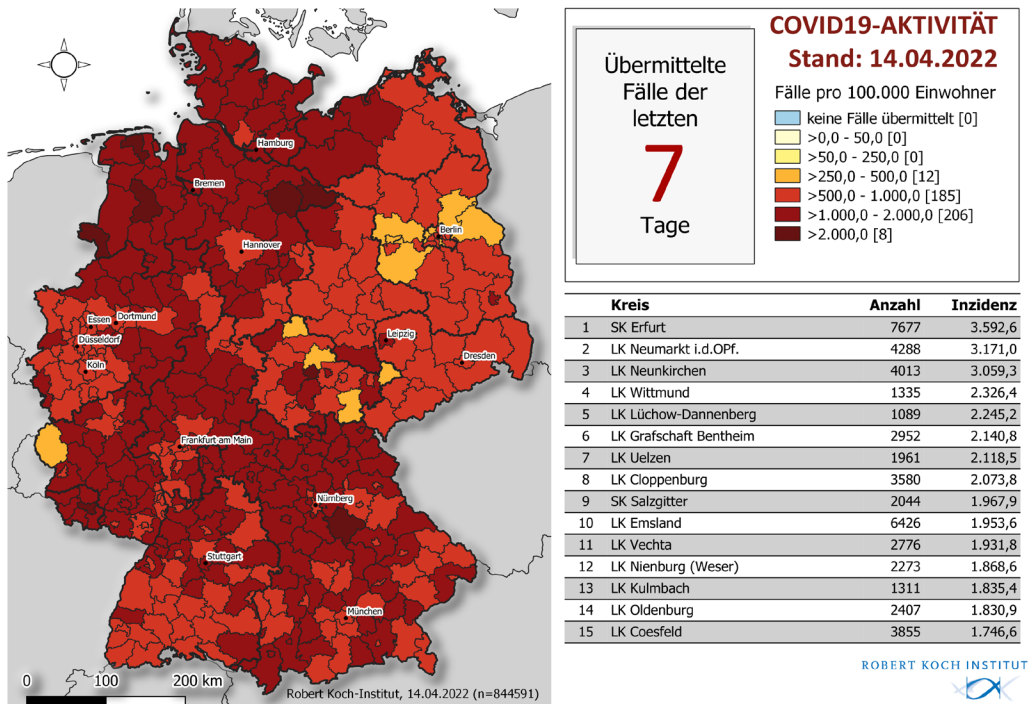 COVID19-AKTIVITÄT
Stand: 14.04.2022
Übermittelte
Fälle der
letzten
7
Tage
Fälle pro 100.000 Einwohner
keine Fälle übermittelt [0]
>0,0 - 50,0 [0]
>50,0 - 250,0 [0]
>250,0 - 500,0 [12]
>500,0 - 1.000,0 [185]
>1.000,0 - 2.000,0 [206]
>2.000,0 [8]
Hamburg
Bremen
Berlin
Hannover
Essen
Dortmund
Düsseldorf
Leipzig
Köln
Dresden
Frankfurt am Main
Nürnberg
Stuttgart
München
0 100 200 km
Robert Koch-Institut, 14.04.2022 (n=844591)
Kreis Anzahl Inzidenz
1 SK Erfurt 7677 3.592,6
2 LK Neumarkt i.d.OPf. 4288 3.171,0
3 LK Neunkirchen 4013 3.059,3
4 LK Wittmund 1335 2.326,4
5 LK Lüchow-Dannenberg 1089 2.245,2
6 LK Grafschaft Bentheim 2952 2.140,8
7 LK Uelzen 1961 2.118,5
8 LK Cloppenburg 3580 2.073,8
9 SK Salzgitter 2044 1.967,9
10 LK Emsland 6426 1.953,6
11 LK Vechta 2776 1.931,8
12 LK Nienburg (Weser) 2273 1.868,6
13 LK Kulmbach 1311 1.835,4
14 LK Oldenburg 2407 1.830,9
15 LK Coesfeld 3855 1.746,6
ROBERT KOCH INSTITUT